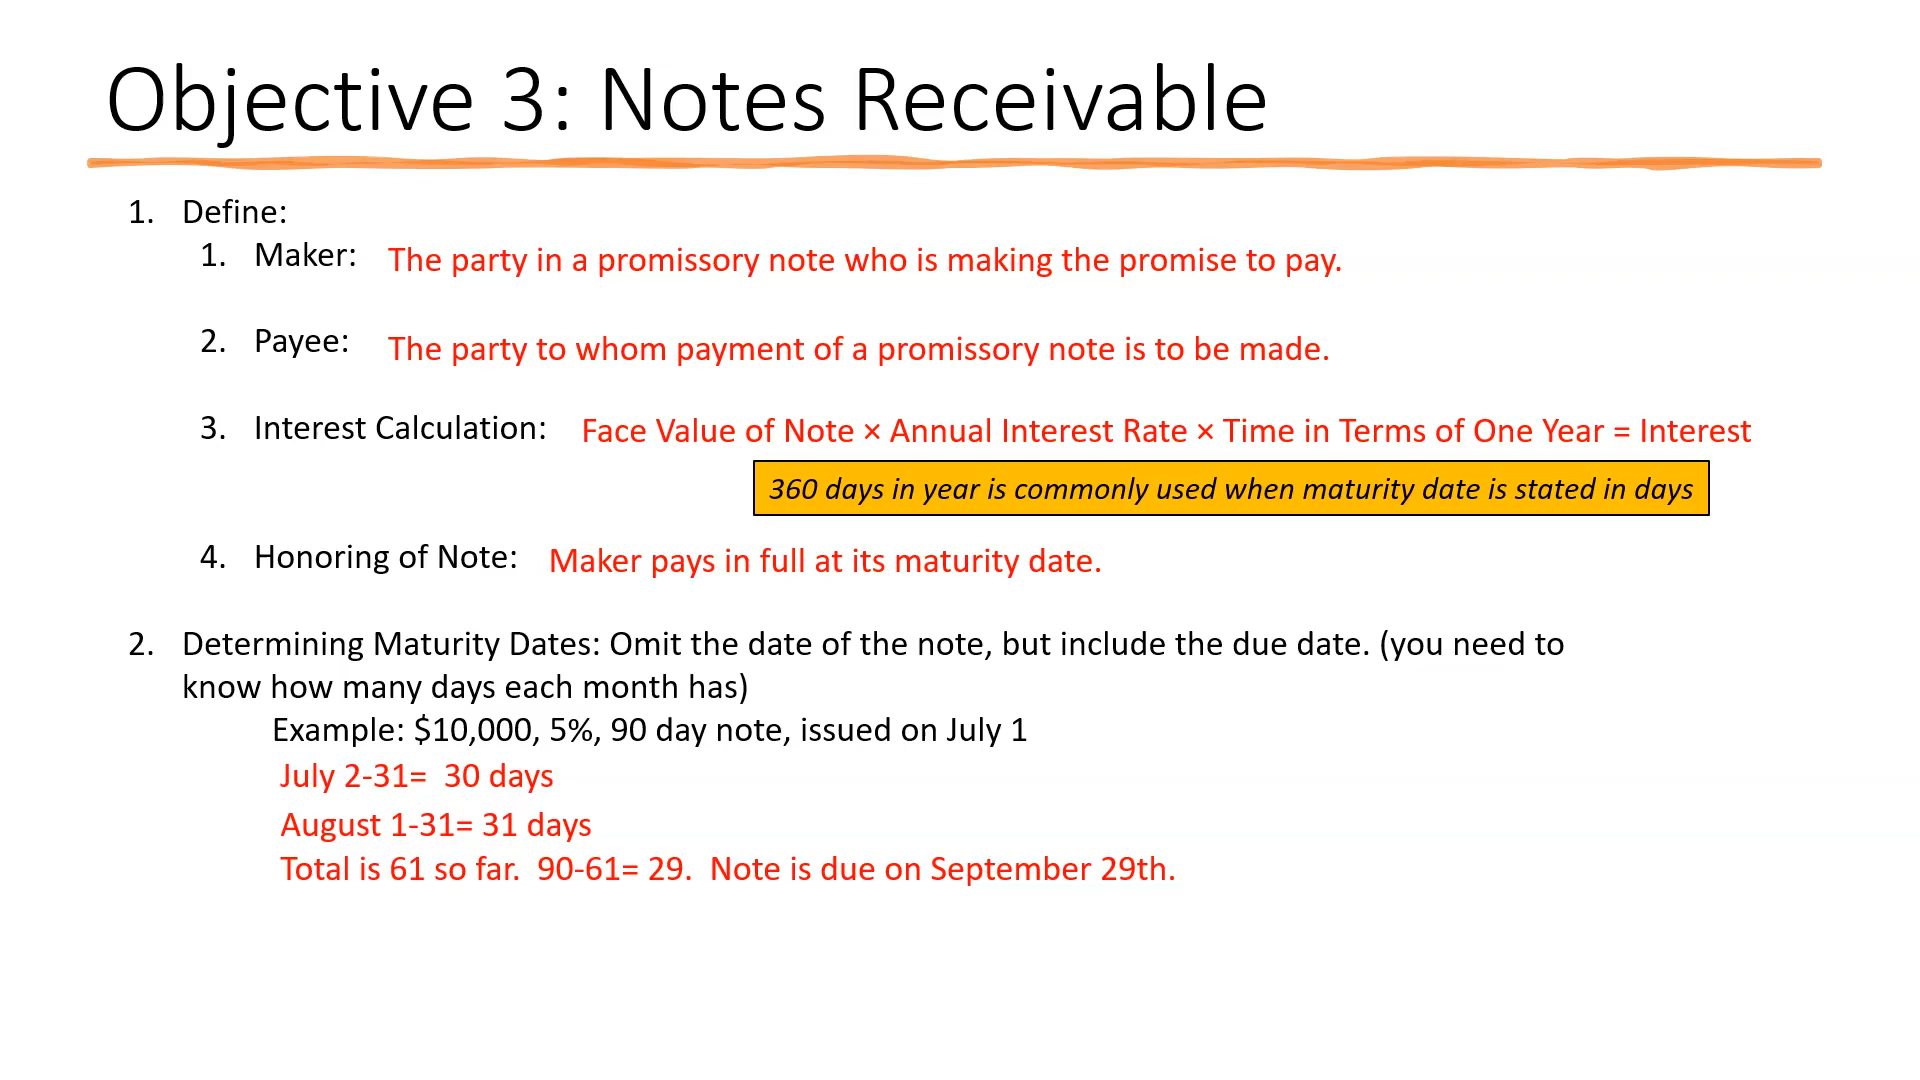 Objective 3: Notes Receivable
1. Define:
1. Maker: The party in a promissory note who is making the promise to pay.
2. Payee: The party to whom payment of a promissory note is to be made.
3. Interest Calculation: Face Value of Note × Annual Interest Rate × Time in Terms of One Year = Interest
360 days in year is commonly used when maturity date is stated in days
4. Honoring of Note: Maker pays in full at its maturity date.
2. Determining Maturity Dates: Omit the date of the note, but include the due date. (you need to
know how many days each month has)
Example: $10,000, 5%, 90 day note, issued on July 1
July 2-31= 30 days
August 1-31= 31 days
Total is 61 so far. 90-61= 29. Note is due on September 29th.